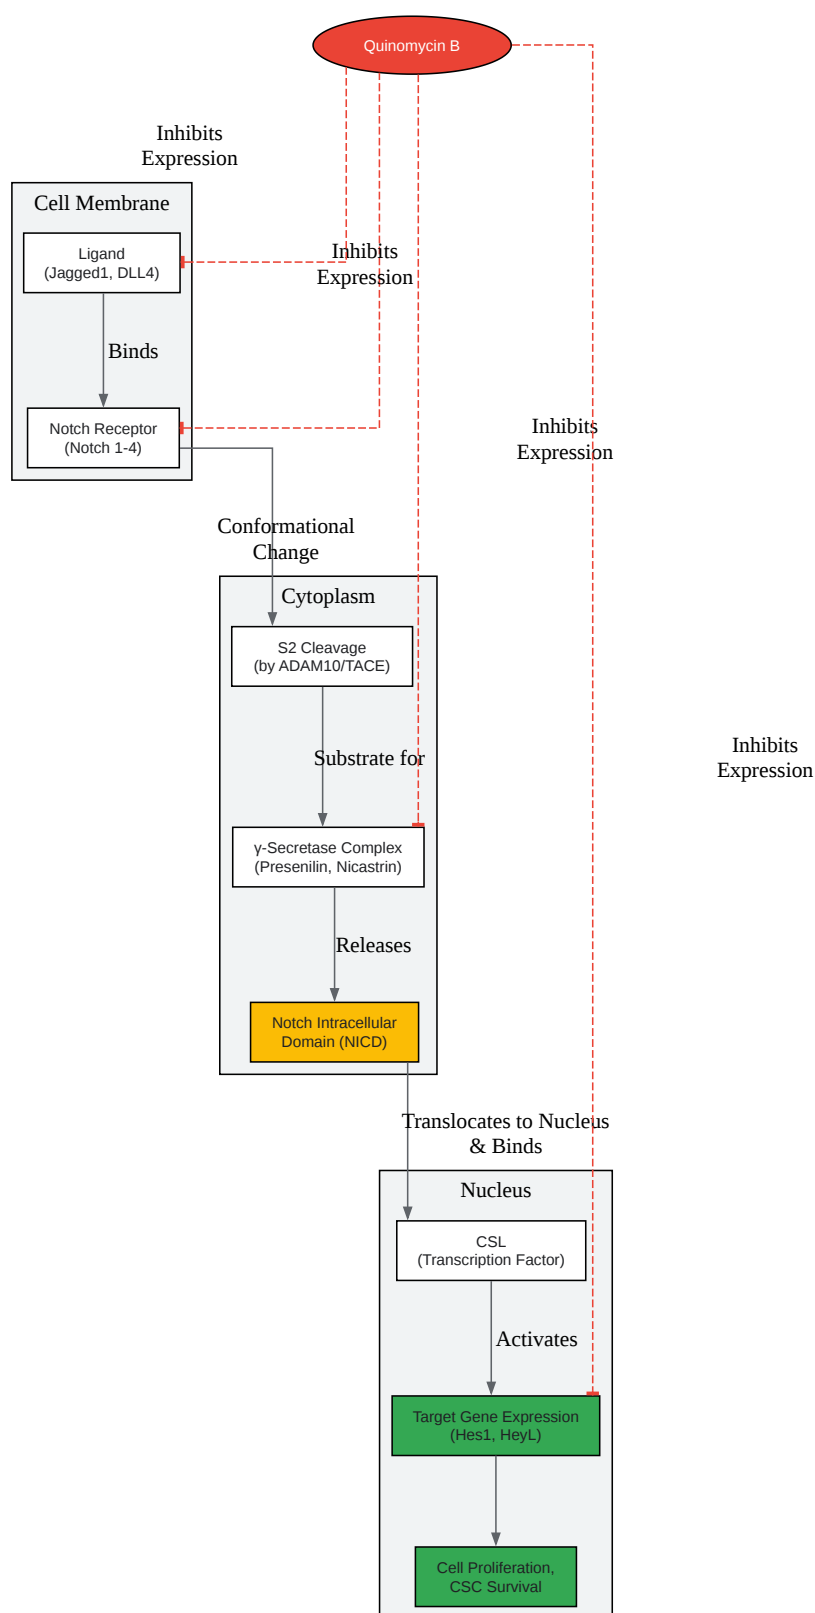 Quinomycin B
Inhibits
Expression
Cell Membrane
Ligand
(Jagged1, DLL4)
Inhibits
Expression
Binds
Notch Receptor
(Notch 1-4)
Inhibits
Expression
Conformational
Change
Cytoplasm
S2 Cleavage
(by ADAM10/TACE)
Inhibits
Expression
Substrate for
γ-Secretase Complex
(Presenilin, Nicastrin)
Releases
Notch Intracellular
Domain (NICD)
Translocates to Nucleus
& Binds
Nucleus
CSL
(Transcription Factor)
Activates
Target Gene Expression
(Hes1, HeyL)
Cell Proliferation,
CSC Survival